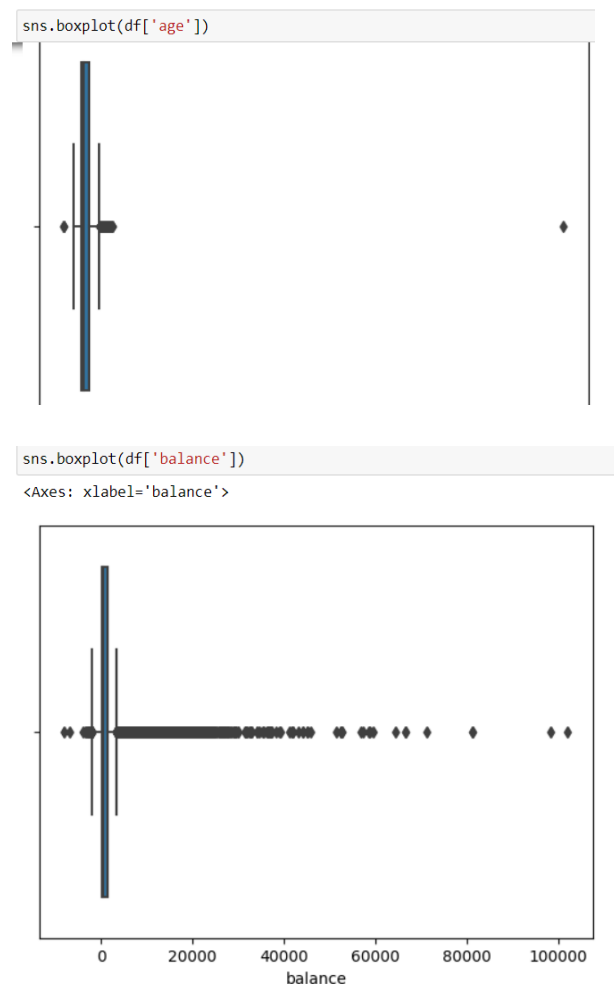 sns.boxplot(df['age'])
sns.boxplot(df['balance'])
<Axes: xlabel='balance'>
0 20000 40000 60000 80000 100000
balance